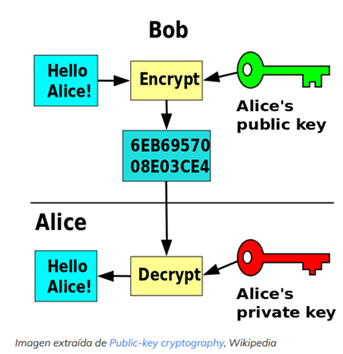 Bob
Hello
Alice!
Encrypt
Alice's
public key
6EB69570
08E03CE4
Alice
Hello
Alice!
Decrypt
Alice's
private key
Imagen extraída de Public-key cryptography, Wikipedia